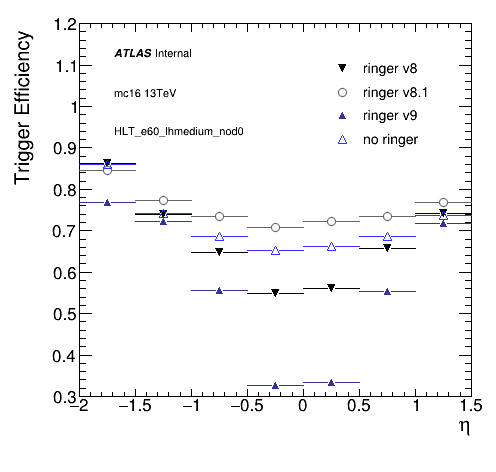 Trigger Efficiency
1.2
1.1
1
0.9
0.8
0.7
0.6
0.5
0.4
0.3
ATLAS Internal
mc16 13TeV
HLT_e60_lhmedium_nod0
ringer v8
ringer v8.1
ringer v9
no ringer
−2 −1.5 −1 −0.5 0 0.5 1 1.5
η